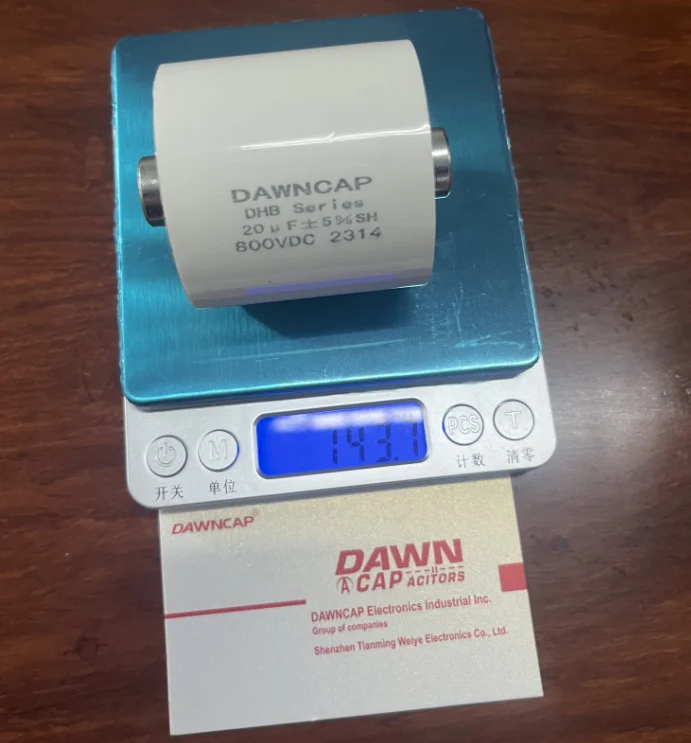 DAWNCAP
DHB Series
20μF±5%SH
800VDC 2314
143.1
M
PCS
T
开关
单位
计数
清零
DAWNCAP®
DAWN
CAP ACITORS
DAWNCAP Electronics Industrial Inc.
Group of companies
Shenzhen Tianming Weiye Electronics Co., Ltd.